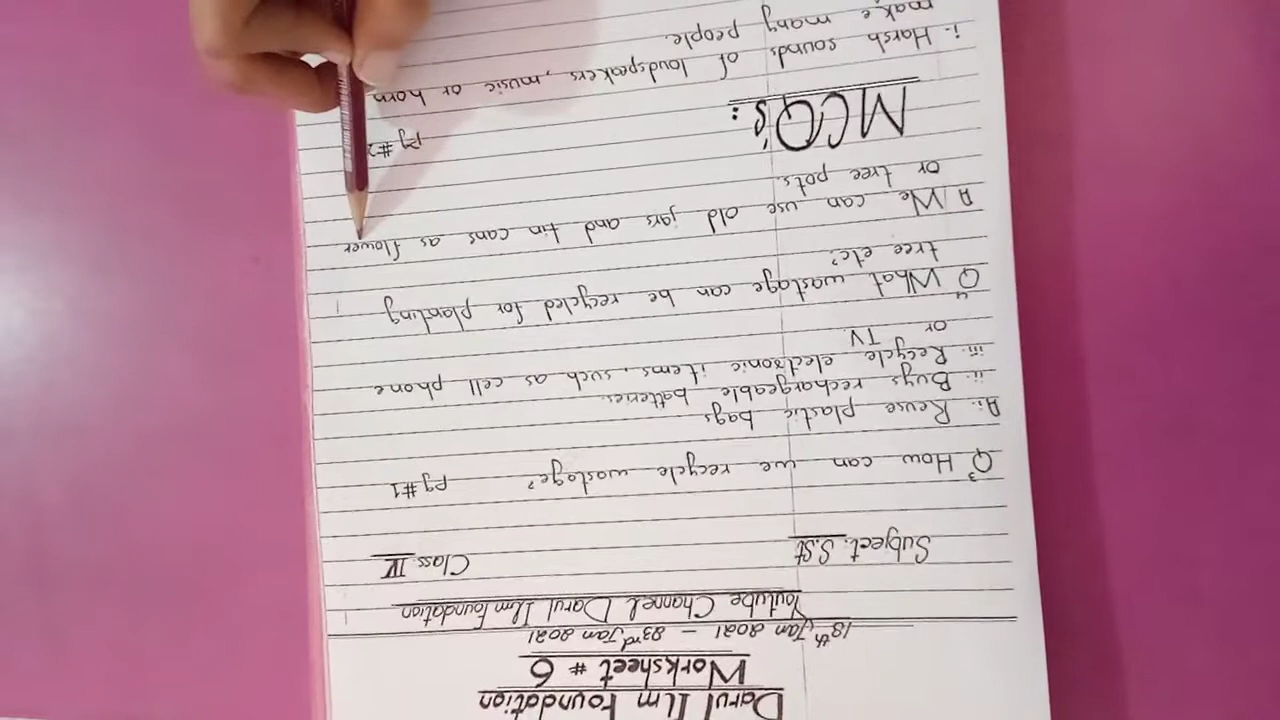 Darul ILm Foundation
Worksheet # 6
18th Jan 2021 - 23rd Jan 2021
Youtube Channel Darul Ilm Foundation
Subject: S.St Class: IV
Q3 How can we recycle wastage? pg #1
A: i. Reuse plastic bags
ii. Buys rechargeable batteries.
iii. Recycle electronic items, such as cell phone
or TV
Q4 What wastage can be recycled for planting
tree etc?
A We can use old jars and tin cans as flower
or tree pots.
MCQ's: pg #2
i. Harsh sounds of loudspeakers, music or horn
make many people.